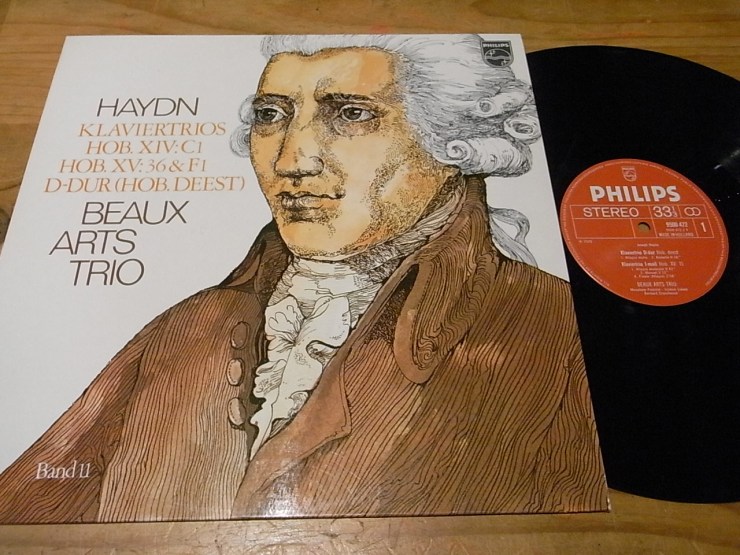 HAYDN
KLAVIERTRIOS
HOB. XIV:C1
HOB. XV:36 & F1
D-DUR (HOB. DEEST)
BEAUX
ARTS
TRIO
Band 11
PHILIPS
PHILIPS
STEREO 33⅓
1
BEAUX ARTS TRIO